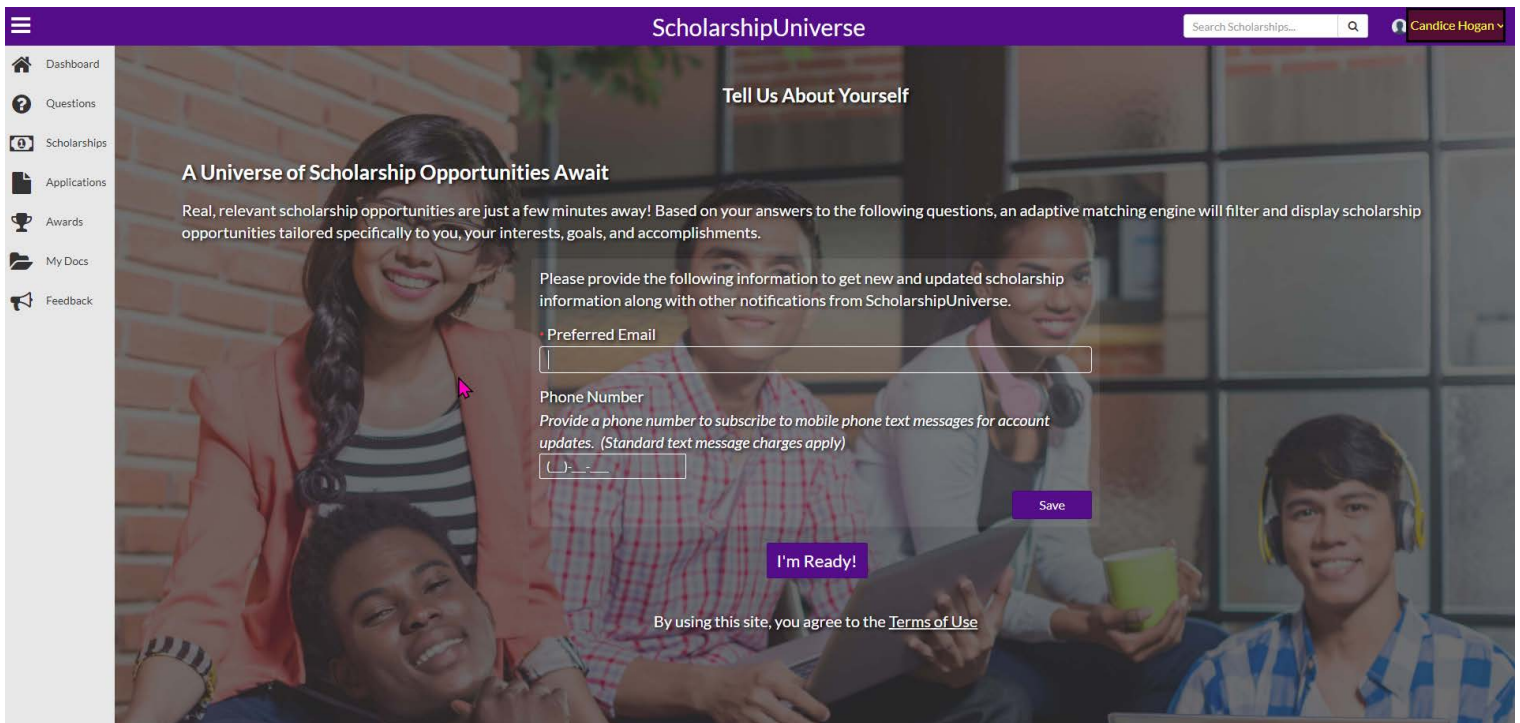 ScholarshipUniverse
Search Scholarships...
Candice Hogan
Dashboard
Questions
Scholarships
Applications
Awards
My Docs
Feedback
Tell Us About Yourself
A Universe of Scholarship Opportunities Await
Real, relevant scholarship opportunities are just a few minutes away! Based on your answers to the following questions, an adaptive matching engine will filter and display scholarship
opportunities tailored specifically to you, your interests, goals, and accomplishments.
Please provide the following information to get new and updated scholarship
information along with other notifications from ScholarshipUniverse.
* Preferred Email
Phone Number
Provide a phone number to subscribe to mobile phone text messages for account
updates. (Standard text message charges apply)
(__)-__-___
Save
I'm Ready!
By using this site, you agree to the Terms of Use